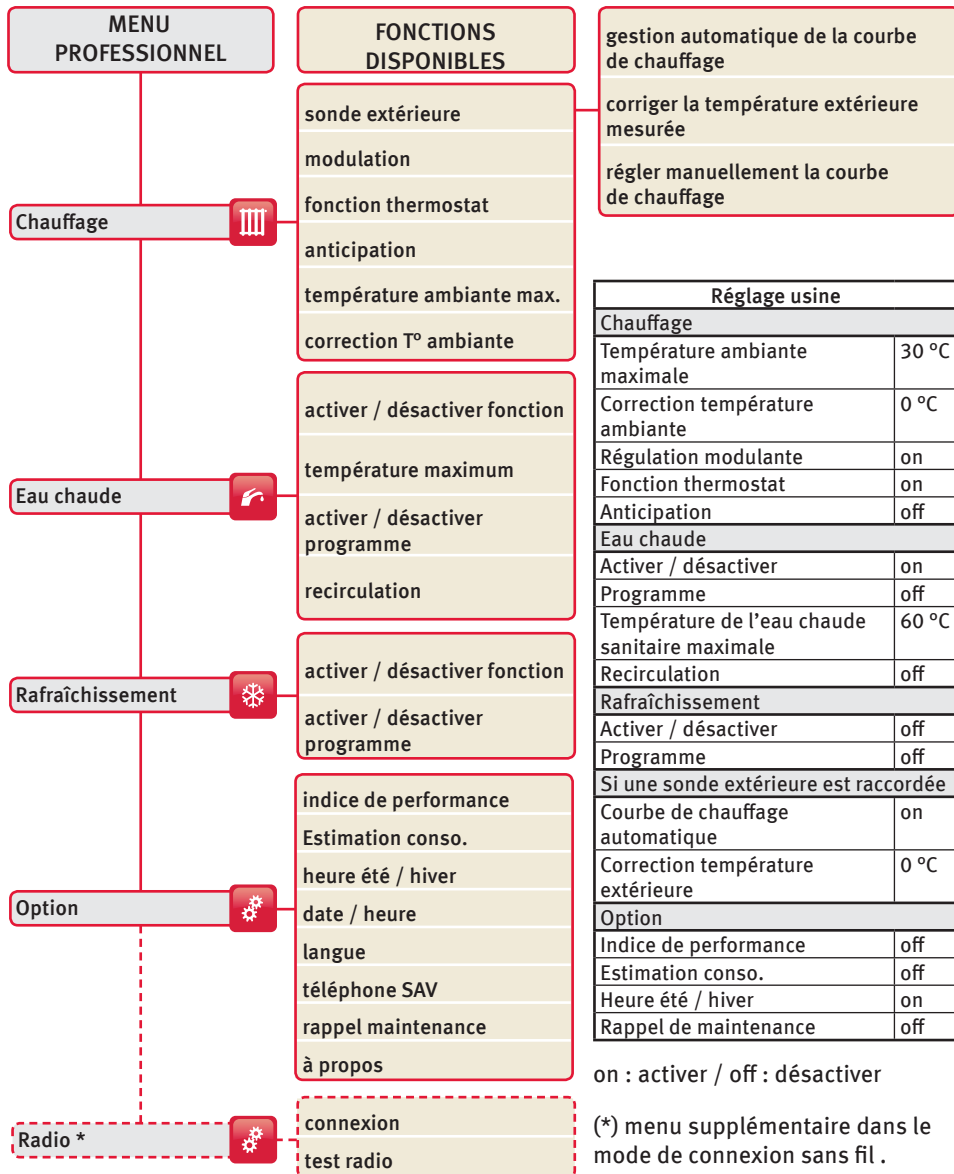 MENU
PROFESSIONNEL
FONCTIONS
DISPONIBLES
gestion automatique de la courbe
de chauffage
corriger la température extérieure
mesurée
régler manuellement la courbe
de chauffage
Chauffage
sonde extérieure
modulation
fonction thermostat
anticipation
température ambiante max.
correction T° ambiante
Eau chaude
activer / désactiver fonction
température maximum
activer / désactiver
programme
recirculation
Rafraîchissement
activer / désactiver fonction
activer / désactiver
programme
Option
indice de performance
Estimation conso.
heure été / hiver
date / heure
langue
téléphone SAV
rappel maintenance
à propos
Radio *
connexion
test radio
Réglage usine
Chauffage
Température ambiante 30 °C
maximale
Correction température 0 °C
ambiante
Régulation modulante on
Fonction thermostat on
Anticipation off
Eau chaude
Activer / désactiver on
Programme off
Température de l'eau chaude 60 °C
sanitaire maximale
Recirculation off
Rafraîchissement
Activer / désactiver off
Programme off
Si une sonde extérieure est raccordée
Courbe de chauffage on
automatique
Correction température 0 °C
extérieure
Option
Indice de performance off
Estimation conso. off
Heure été / hiver on
Rappel de maintenance off
on : activer / off : désactiver
(*) menu supplémentaire dans le
mode de connexion sans fil .